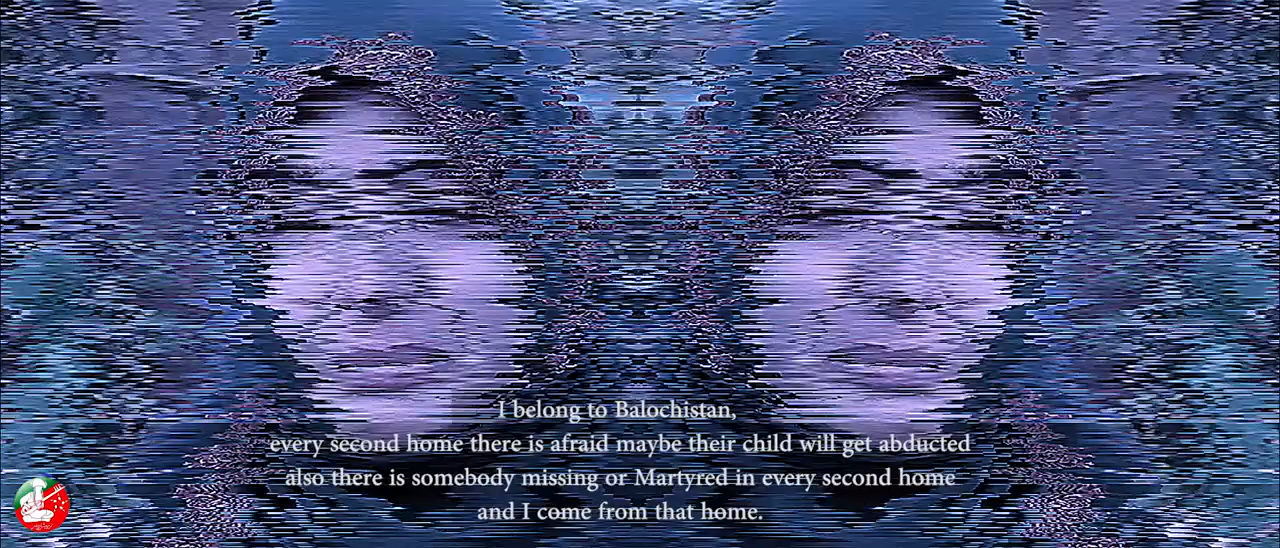 I belong to Balochistan,
every second home there is afraid maybe their child will get abducted
also there is somebody missing or Martyred in every second home
and I come from that home.